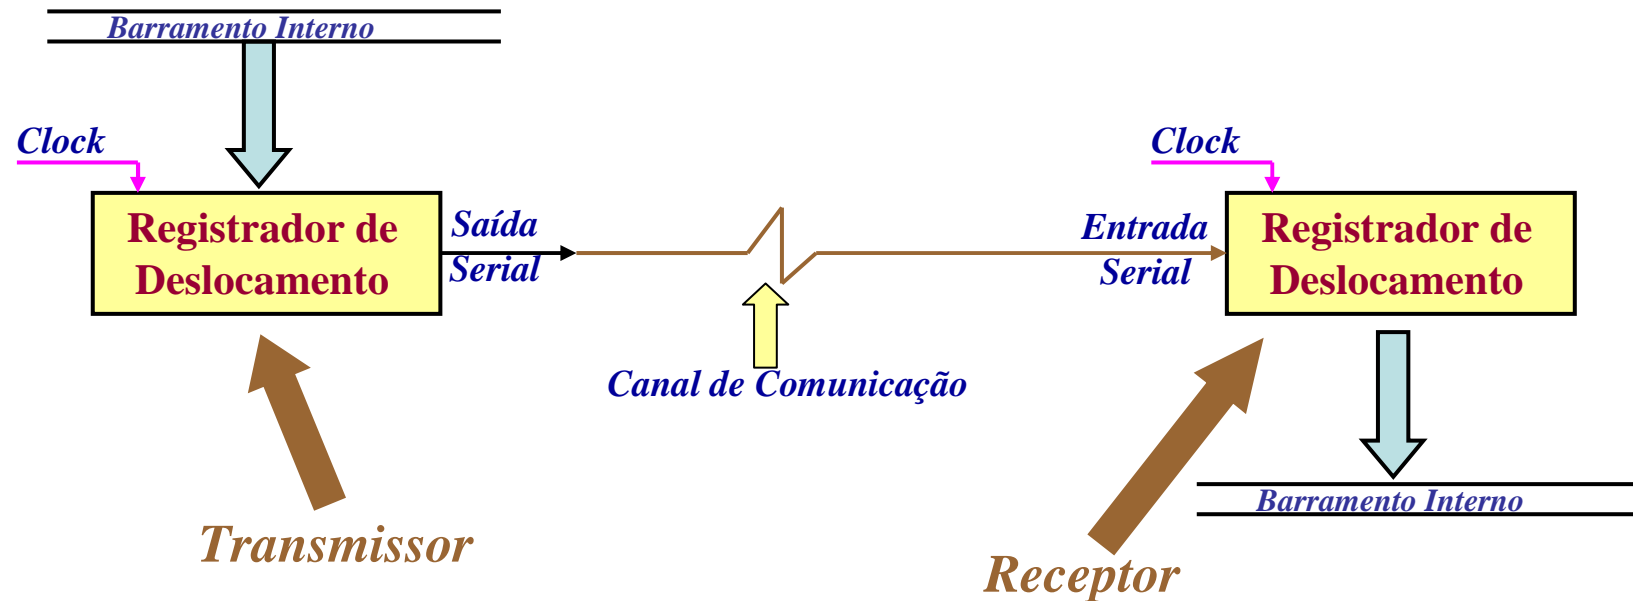 Barramento Interno
Clock
Registrador de
Deslocamento
Saída
Serial
Canal de Comunicação
Entrada
Serial
Clock
Registrador de
Deslocamento
Barramento Interno
Transmissor
Receptor